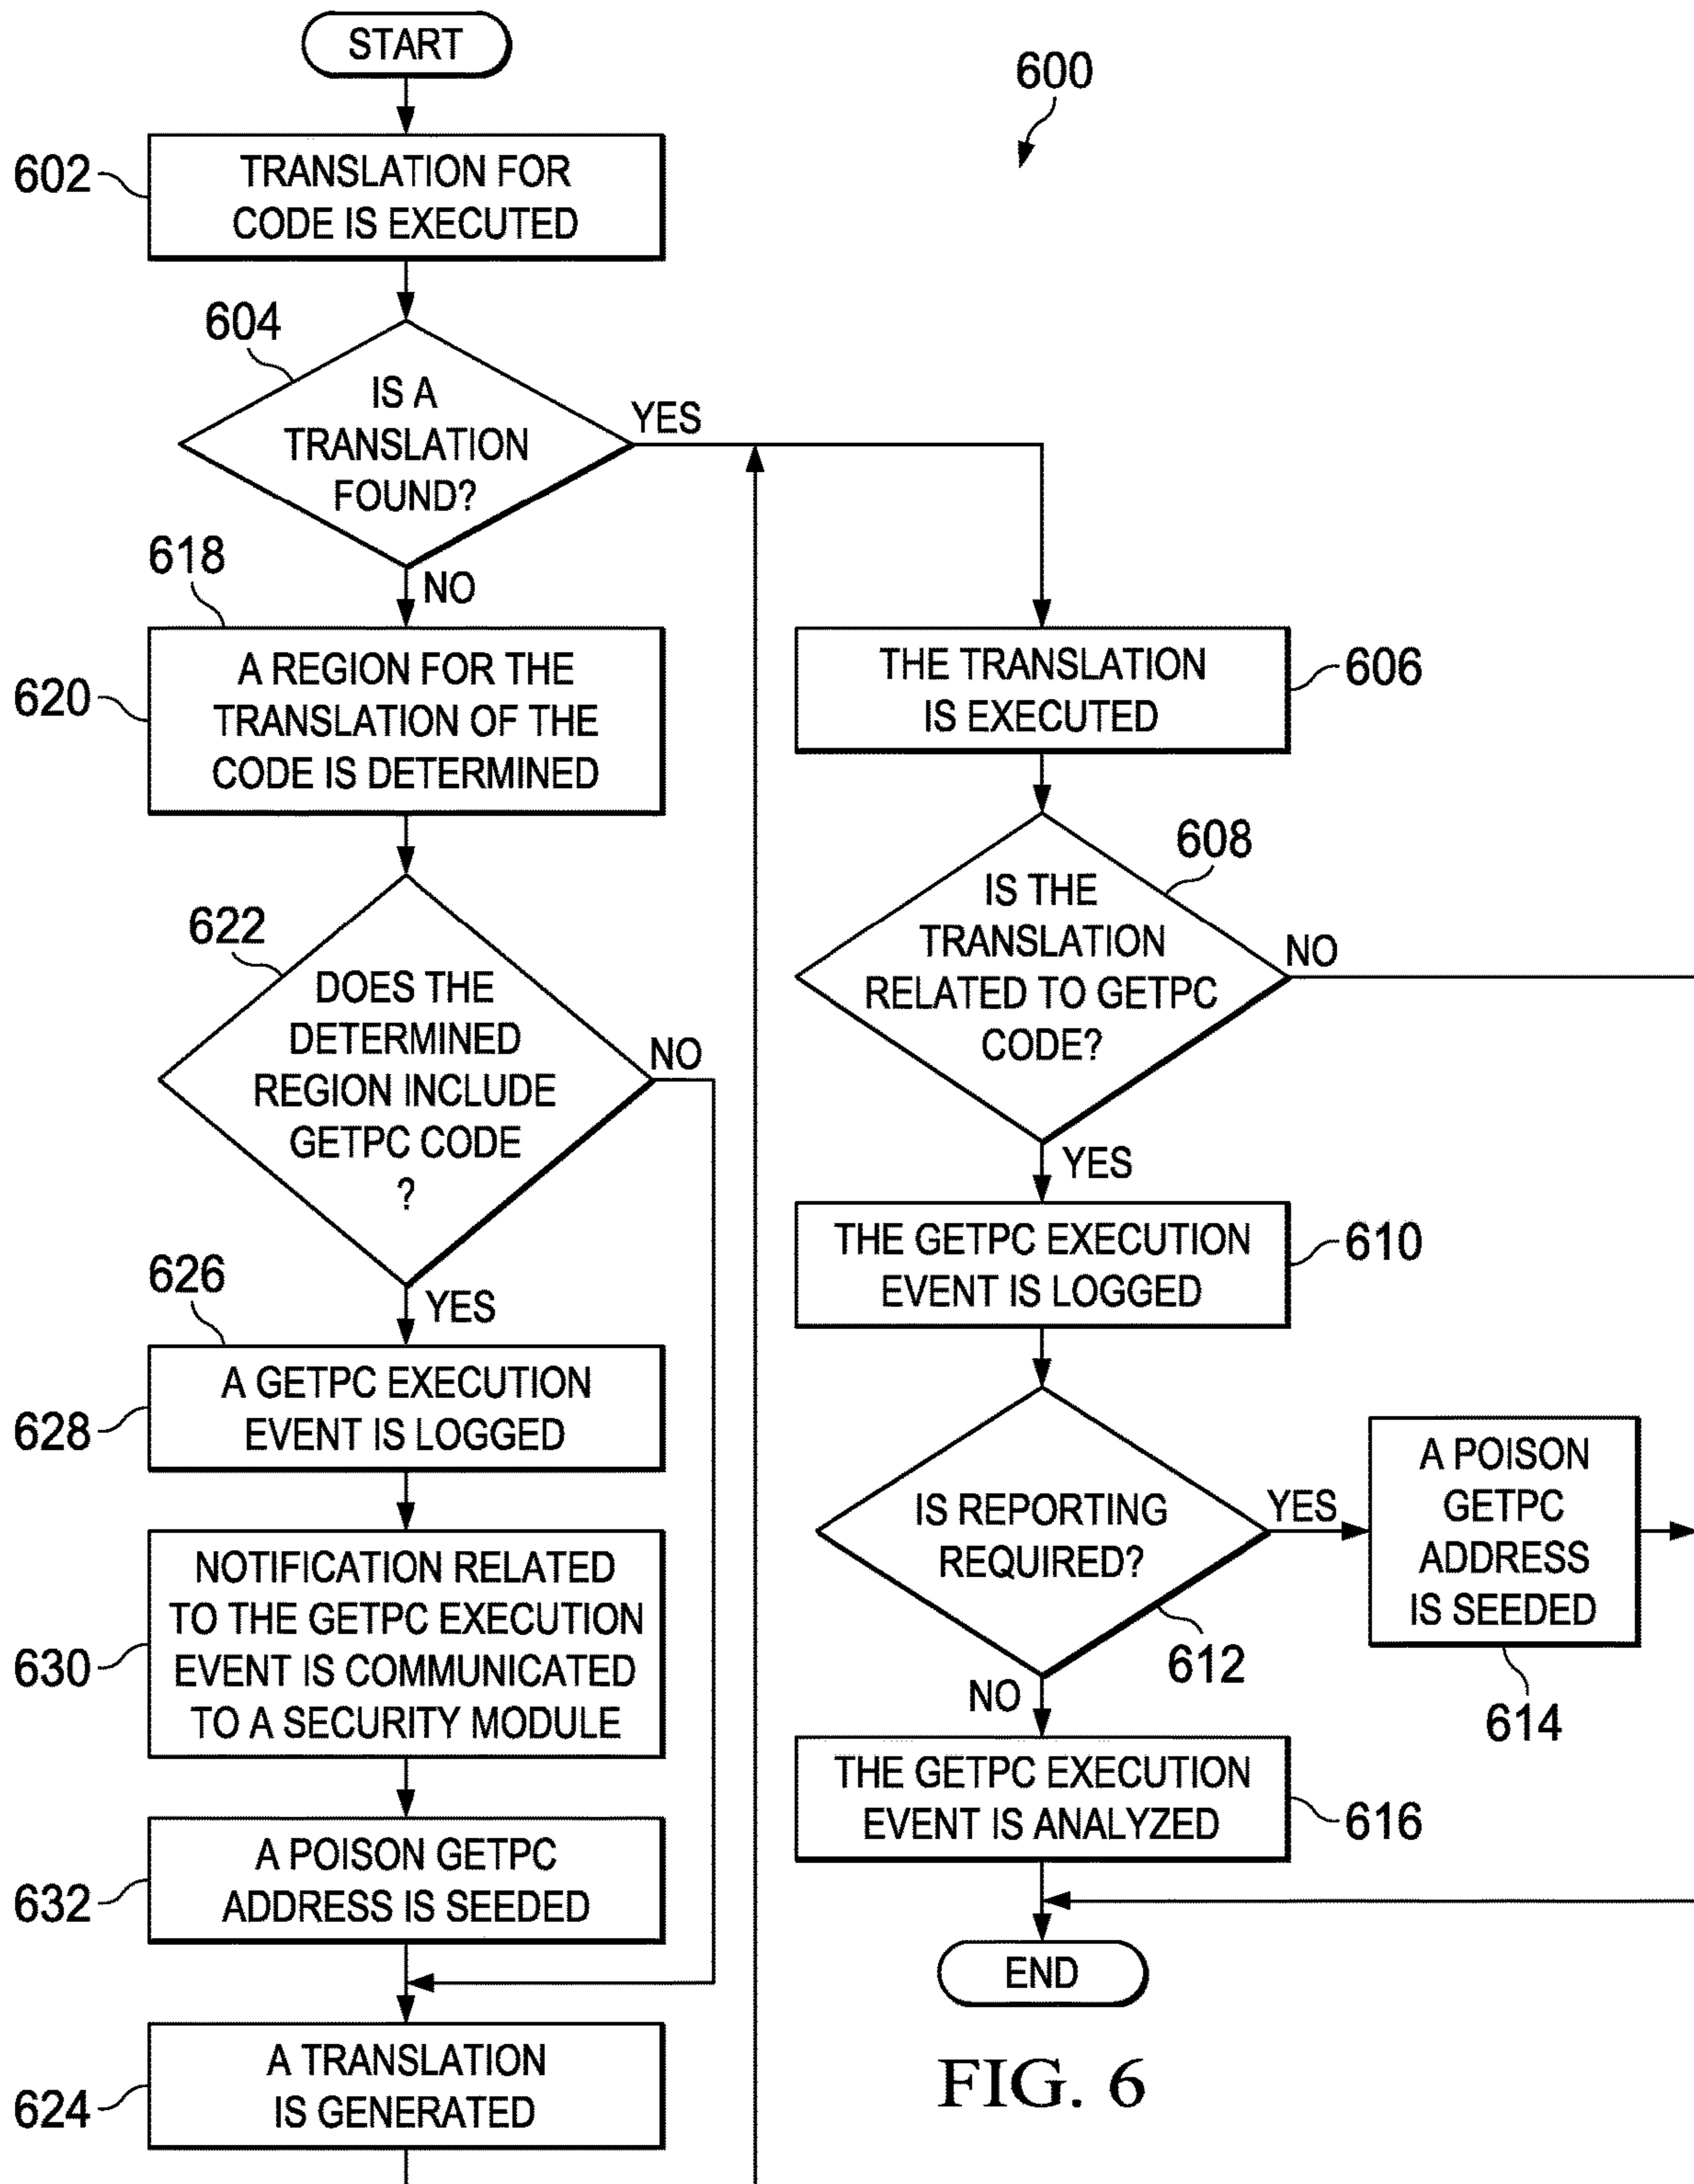 START
600
602
TRANSLATION FOR
CODE IS EXECUTED
604
IS A
TRANSLATION
FOUND?
YES
NO
618
620
A REGION FOR THE
TRANSLATION OF THE
CODE IS DETERMINED
622
DOES THE
DETERMINED
REGION INCLUDE
GETPC CODE
?
NO
YES
626
628
A GETPC EXECUTION
EVENT IS LOGGED
630
NOTIFICATION RELATED
TO THE GETPC EXECUTION
EVENT IS COMMUNICATED
TO A SECURITY MODULE
632
A POISON GETPC
ADDRESS IS SEEDED
624
A TRANSLATION
IS GENERATED
THE TRANSLATION
IS EXECUTED
606
608
IS THE
TRANSLATION
RELATED TO GETPC
CODE?
NO
YES
THE GETPC EXECUTION
EVENT IS LOGGED
610
IS REPORTING
REQUIRED?
YES
612
NO
A POISON
GETPC
ADDRESS
IS SEEDED
614
THE GETPC EXECUTION
EVENT IS ANALYZED
616
END
FIG. 6